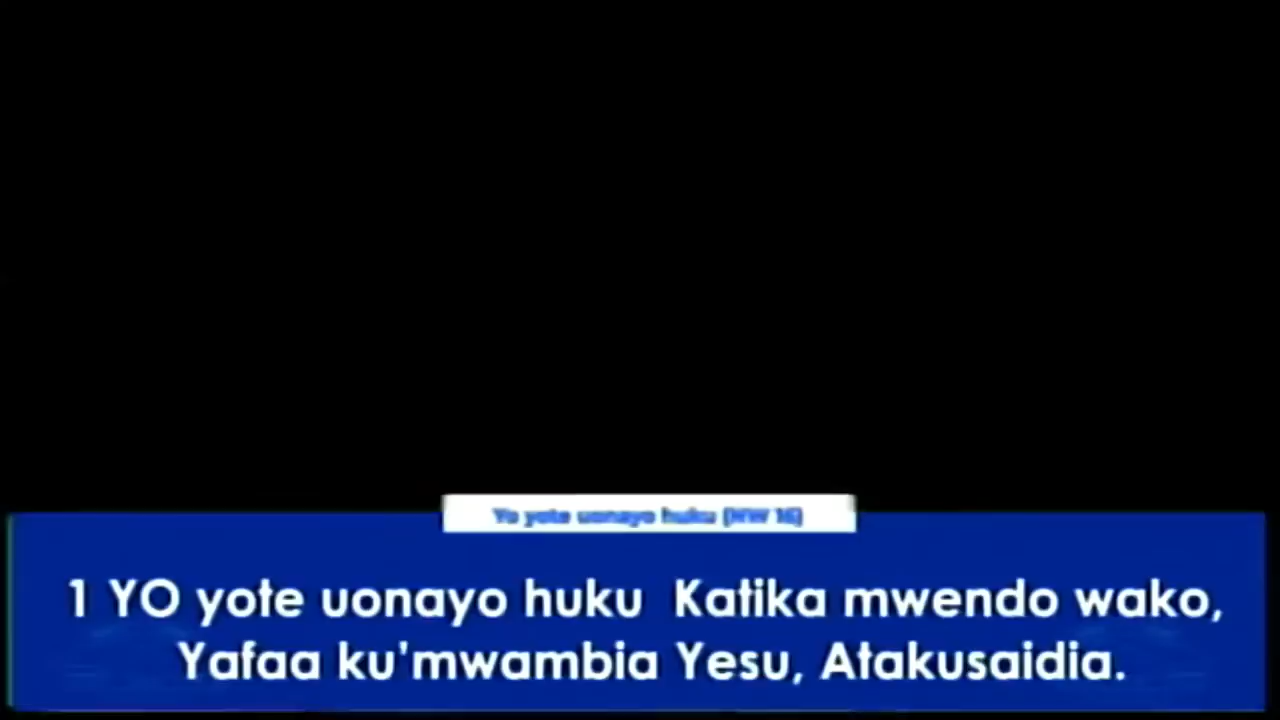 Yo yote uonayo huku (NW 16)
1 YO yote uonayo huku Katika mwendo wako,
Yafaa ku'mwambia Yesu, Atakusaidia.